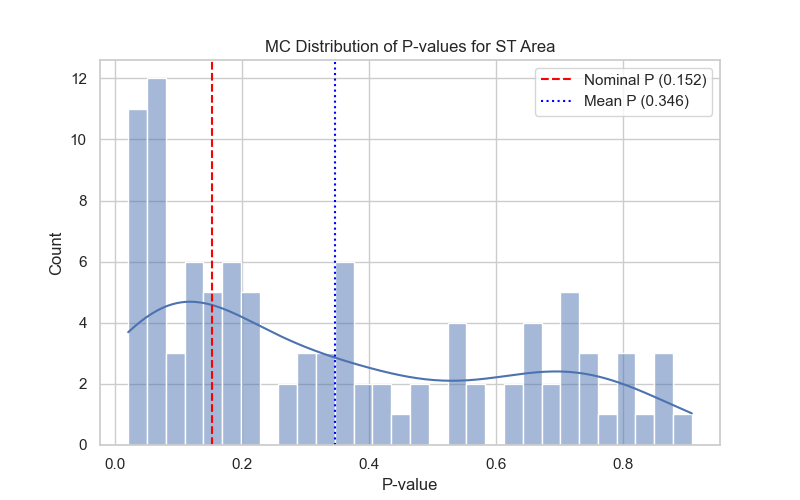 MC Distribution of P-values for ST Area
Nominal P (0.152)
Mean P (0.346)
12
10
8
6
4
2
0
Count
0.0 0.2 0.4 0.6 0.8
P-value